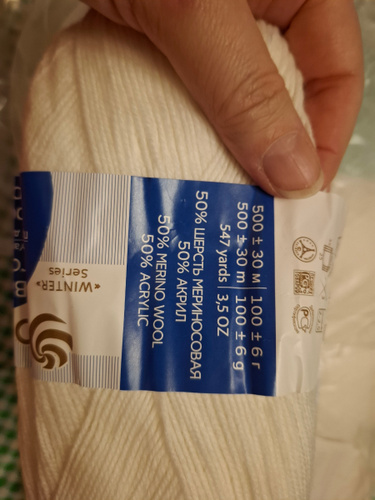 500 ± 30 м | 100 ± 6 г
500 ± 30 m | 100 ± 6 g
547 yards | 3,5 OZ
50% ШЕРСТЬ МЕРИНОСОВАЯ
50% АКРИЛ
50% MERINO WOOL
50% ACRYLIC
*WINTER*
Series